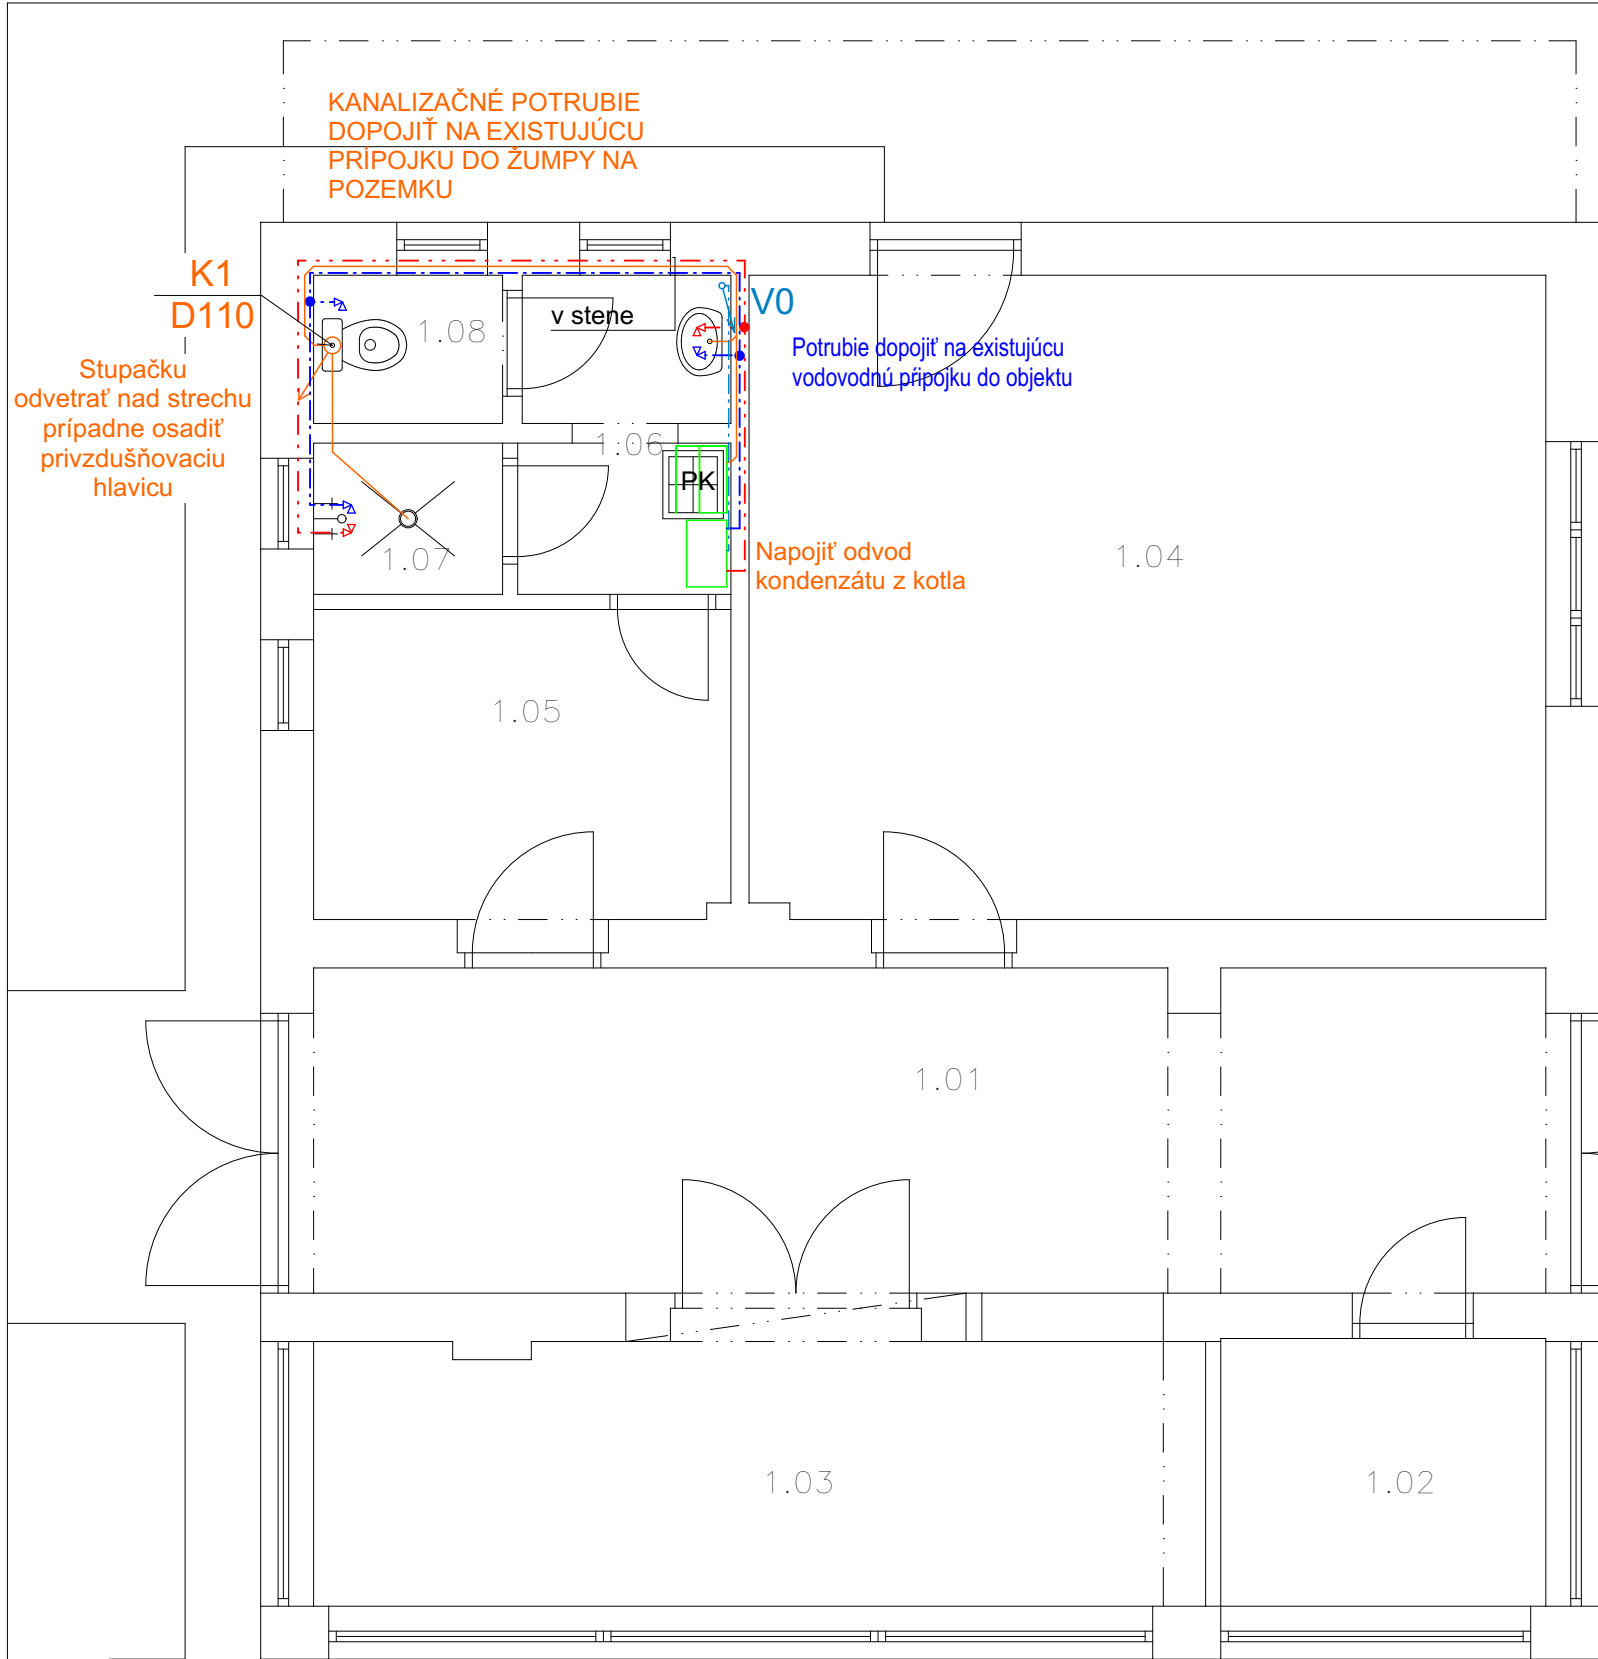 KANALIZAČNÉ POTRUBIE
DOPOJIŤ NA EXISTUJÚCU
PRÍPOJKU DO ŽUMPY NA
POZEMKU
K1
D110
Stupačku
odvetrať nad strechu
prípadne osadiť
privzdušňovaciu
hlavicu
1.08
v stene
V0
Potrubie dopojiť na existujúcu
vodovodnú přípojku do objektu
1.06
PK
1.07
Napojiť odvod
kondenzátu z kotla
1.04
1.05
1.01
1.03
1.02